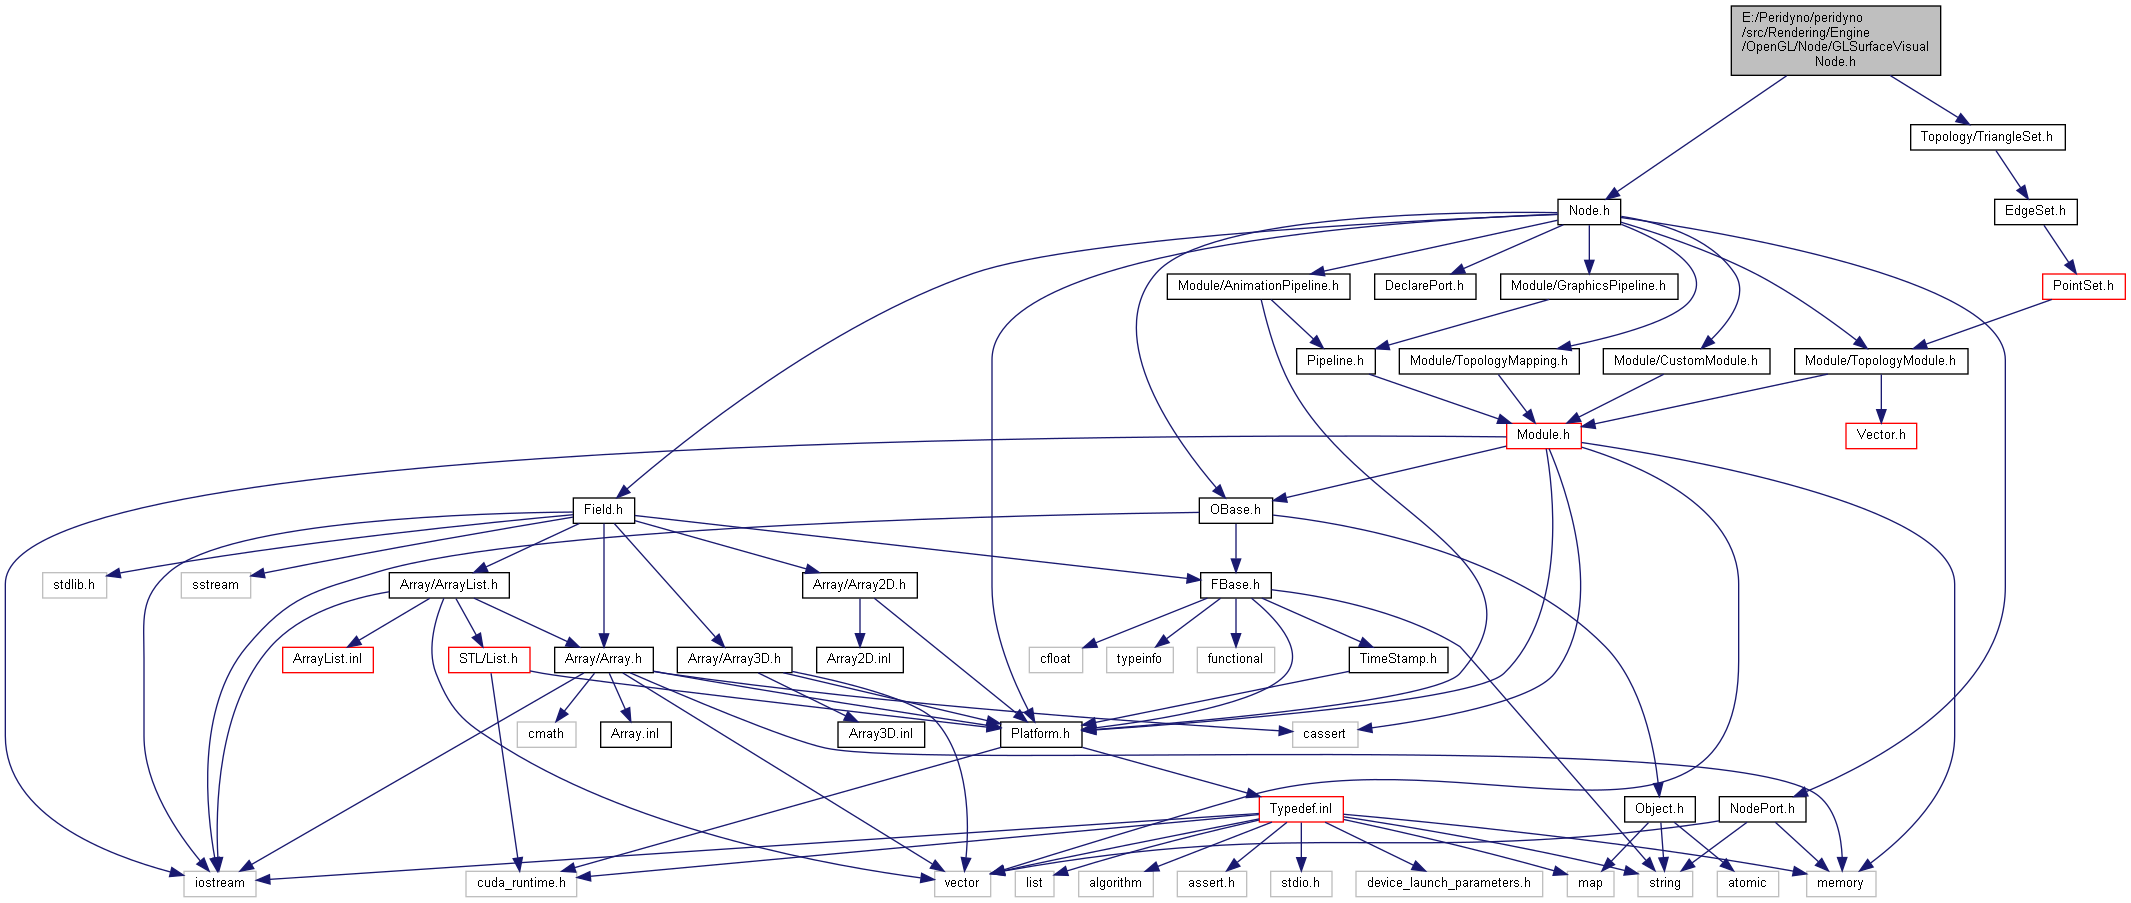 E:/Peridyno/peridyno
/src/Rendering/Engine
/OpenGL/Node/GLSurfaceVisual
Node.h
Topology/TriangleSet.h
Node.h
EdgeSet.h
Module/AnimationPipeline.h
DeclarePort.h
Module/GraphicsPipeline.h
PointSet.h
Pipeline.h
Module/TopologyMapping.h
Module/CustomModule.h
Module/TopologyModule.h
Module.h
Vector.h
Field.h
OBase.h
stdlib.h
sstream
Array/ArrayList.h
Array/Array2D.h
FBase.h
ArrayList.inl
STL/List.h
Array/Array.h
Array/Array3D.h
Array2D.inl
cfloat
typeinfo
functional
TimeStamp.h
cmath
Array.inl
Array3D.inl
Platform.h
cassert
Typedef.inl
Object.h
NodePort.h
iostream
cuda_runtime.h
vector
list
algorithm
assert.h
stdio.h
device_launch_parameters.h
map
string
atomic
memory